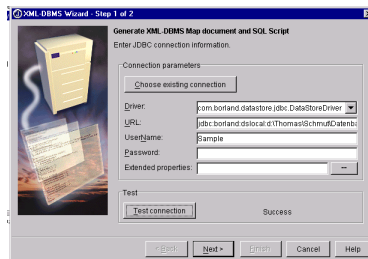 XML-DBMS Wizard - Step 1 of 2
Generate XML-DBMS Map document and SQL Script
Enter JDBC connection information.
Connection parameters
Choose existing connection
Driver: com.borland.datastore.jdbc.DataStoreDriver
URL: jdbc:borland:dslocal:d:\Thomas\Schmut\Datenba
UserName: Sample
Password:
Extended properties: ...
Test
Test connection Success
< Back Next > Finish Cancel Help